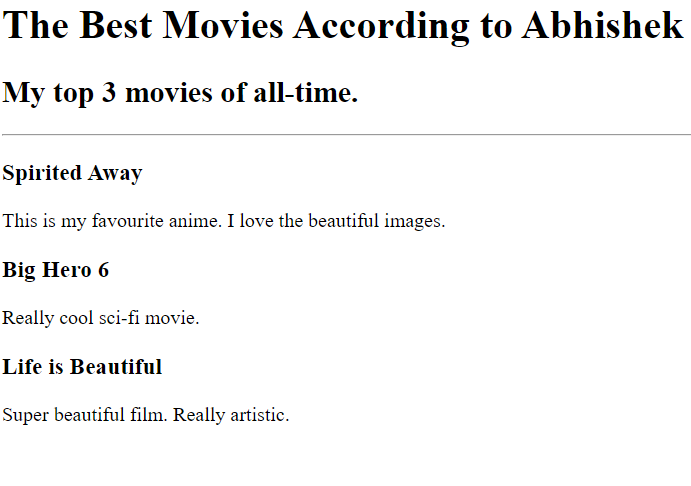 The Best Movies According to Abhishek
My top 3 movies of all-time.
Spirited Away
This is my favourite anime. I love the beautiful images.
Big Hero 6
Really cool sci-fi movie.
Life is Beautiful
Super beautiful film. Really artistic.